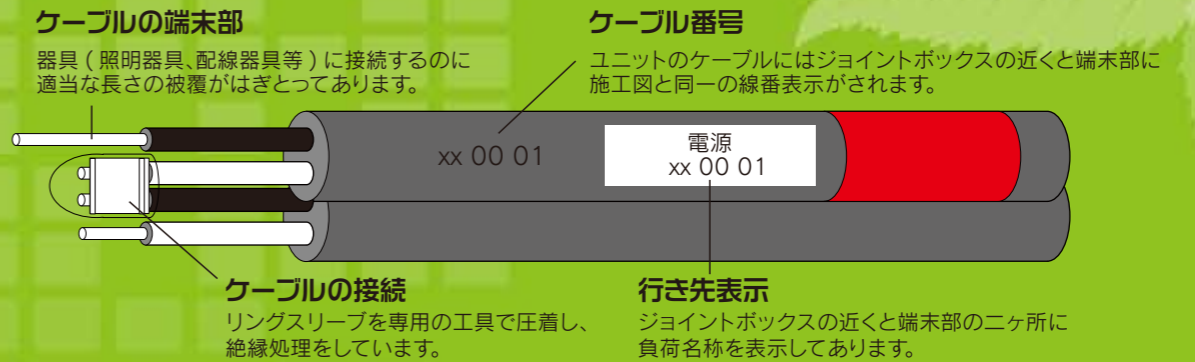 ケーブルの端末部
器具 ( 照明器具、配線器具等 ) に接続するのに
適当な長さの被覆がはぎとってあります。
ケーブル番号
ユニットのケーブルにはジョイントボックスの近くと端末部に
施工図と同一の線番表示がされます。
xx 00 01
電源
xx 00 01
ケーブルの接続
リングスリーブを専用の工具で圧着し、
絶縁処理をしています。
行き先表示
ジョイントボックスの近くと端末部の二ヶ所に
負荷名称を表示してあります。